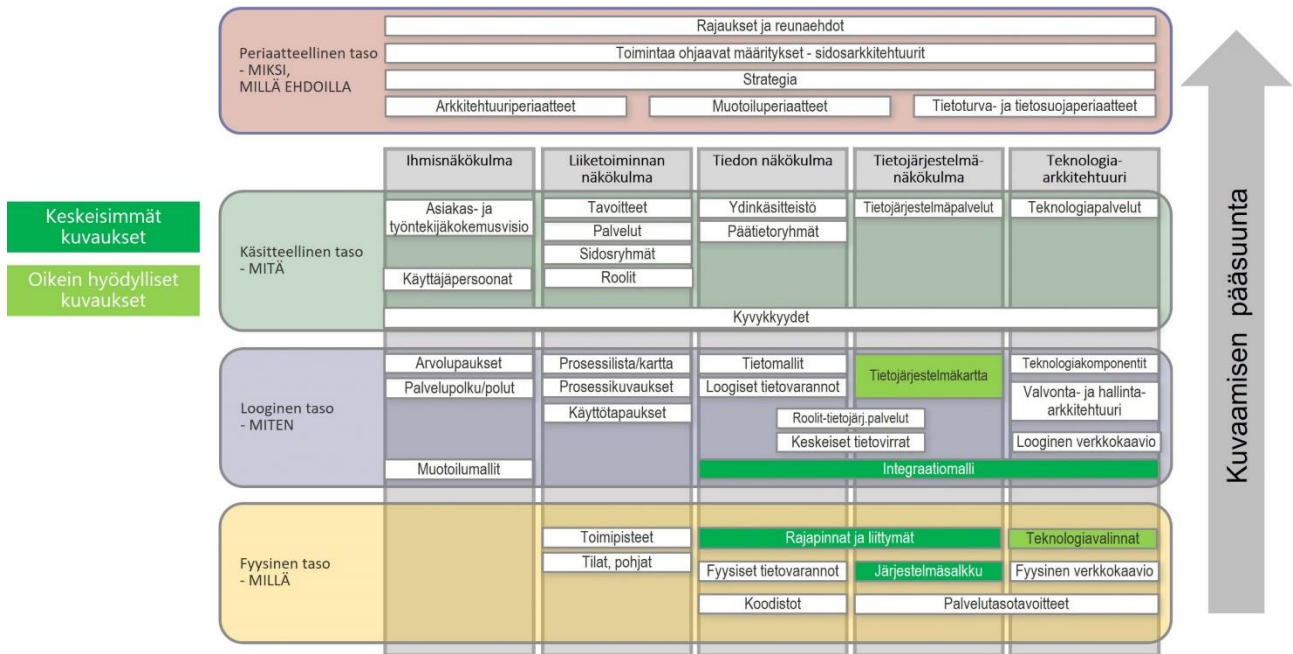 Rajaukset ja reunaehdot
Periaatteellinen taso
- MIKSI,
MILLÄ EHDOILLA
Toimintaa ohjaavat määritykset - sidosarkkitehtuurit
Strategia
Arkkitehtuuriperiaatteet
Muotoiluperiaatteet
Tietoturva- ja tietosuojaperiaatteet
Ihmisnäkökulma
Liiketoiminnan
näkökulma
Tiedon näkökulma
Tietojärjestelmä-
näkökulma
Teknologia-
arkkitehtuuri
Keskeisimmät
kuvaukset
Oikein hyödylliset
kuvaukset
Käsitteellinen taso
- MITÄ
Asiakas- ja
työntekijäkokemusvisio
Käyttäjäpersoonat
Tavoitteet
Palvelut
Sidosryhmät
Roolit
Ydinkäsitteistö
Päätietoryhmät
Tietojärjestelmäpalvelut
Teknologiapalvelut
Kyvykkyydet
Looginen taso
- MITEN
Arvolupaukset
Palvelupolku/polut
Muotoilumallit
Prosessilista/kartta
Prosessikuvaukset
Käyttötapaukset
Tietomallit
Loogiset tietovarannot
Tietojärjestelmäkartta
Roolit-tietojärj.palvelut
Keskeiset tietovirrat
Teknologiakomponentit
Valvonta- ja hallinta-
arkkitehtuuri
Looginen verkkokaavio
Integraatiomalli
Fyysinen taso
- MILLÄ
Toimipisteet
Tilat, pohjat
Rajapinnat ja liittymät
Fyysiset tietovarannot
Koodistot
Järjestelmäsalkku
Teknologiavalinnat
Fyysinen verkkokaavio
Palvelutasotavoitteet
Kuvaamisen pääsuunta